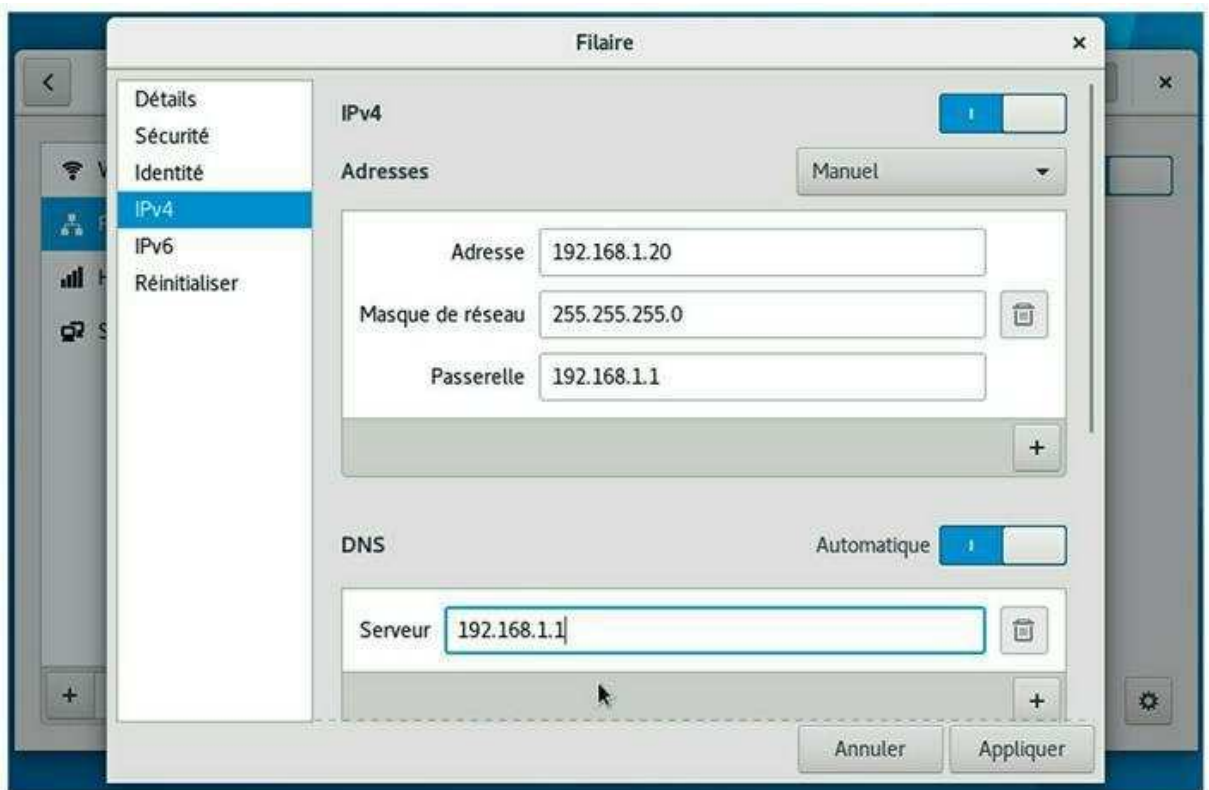 Filaire
Détails
Sécurité
Identité
IPv4
IPv6
Réinitialiser
IPv4
Adresses Manuel
Adresse 192.168.1.20
Masque de réseau 255.255.255.0
Passerelle 192.168.1.1
DNS Automatique
Serveur 192.168.1.1
Annuler Appliquer